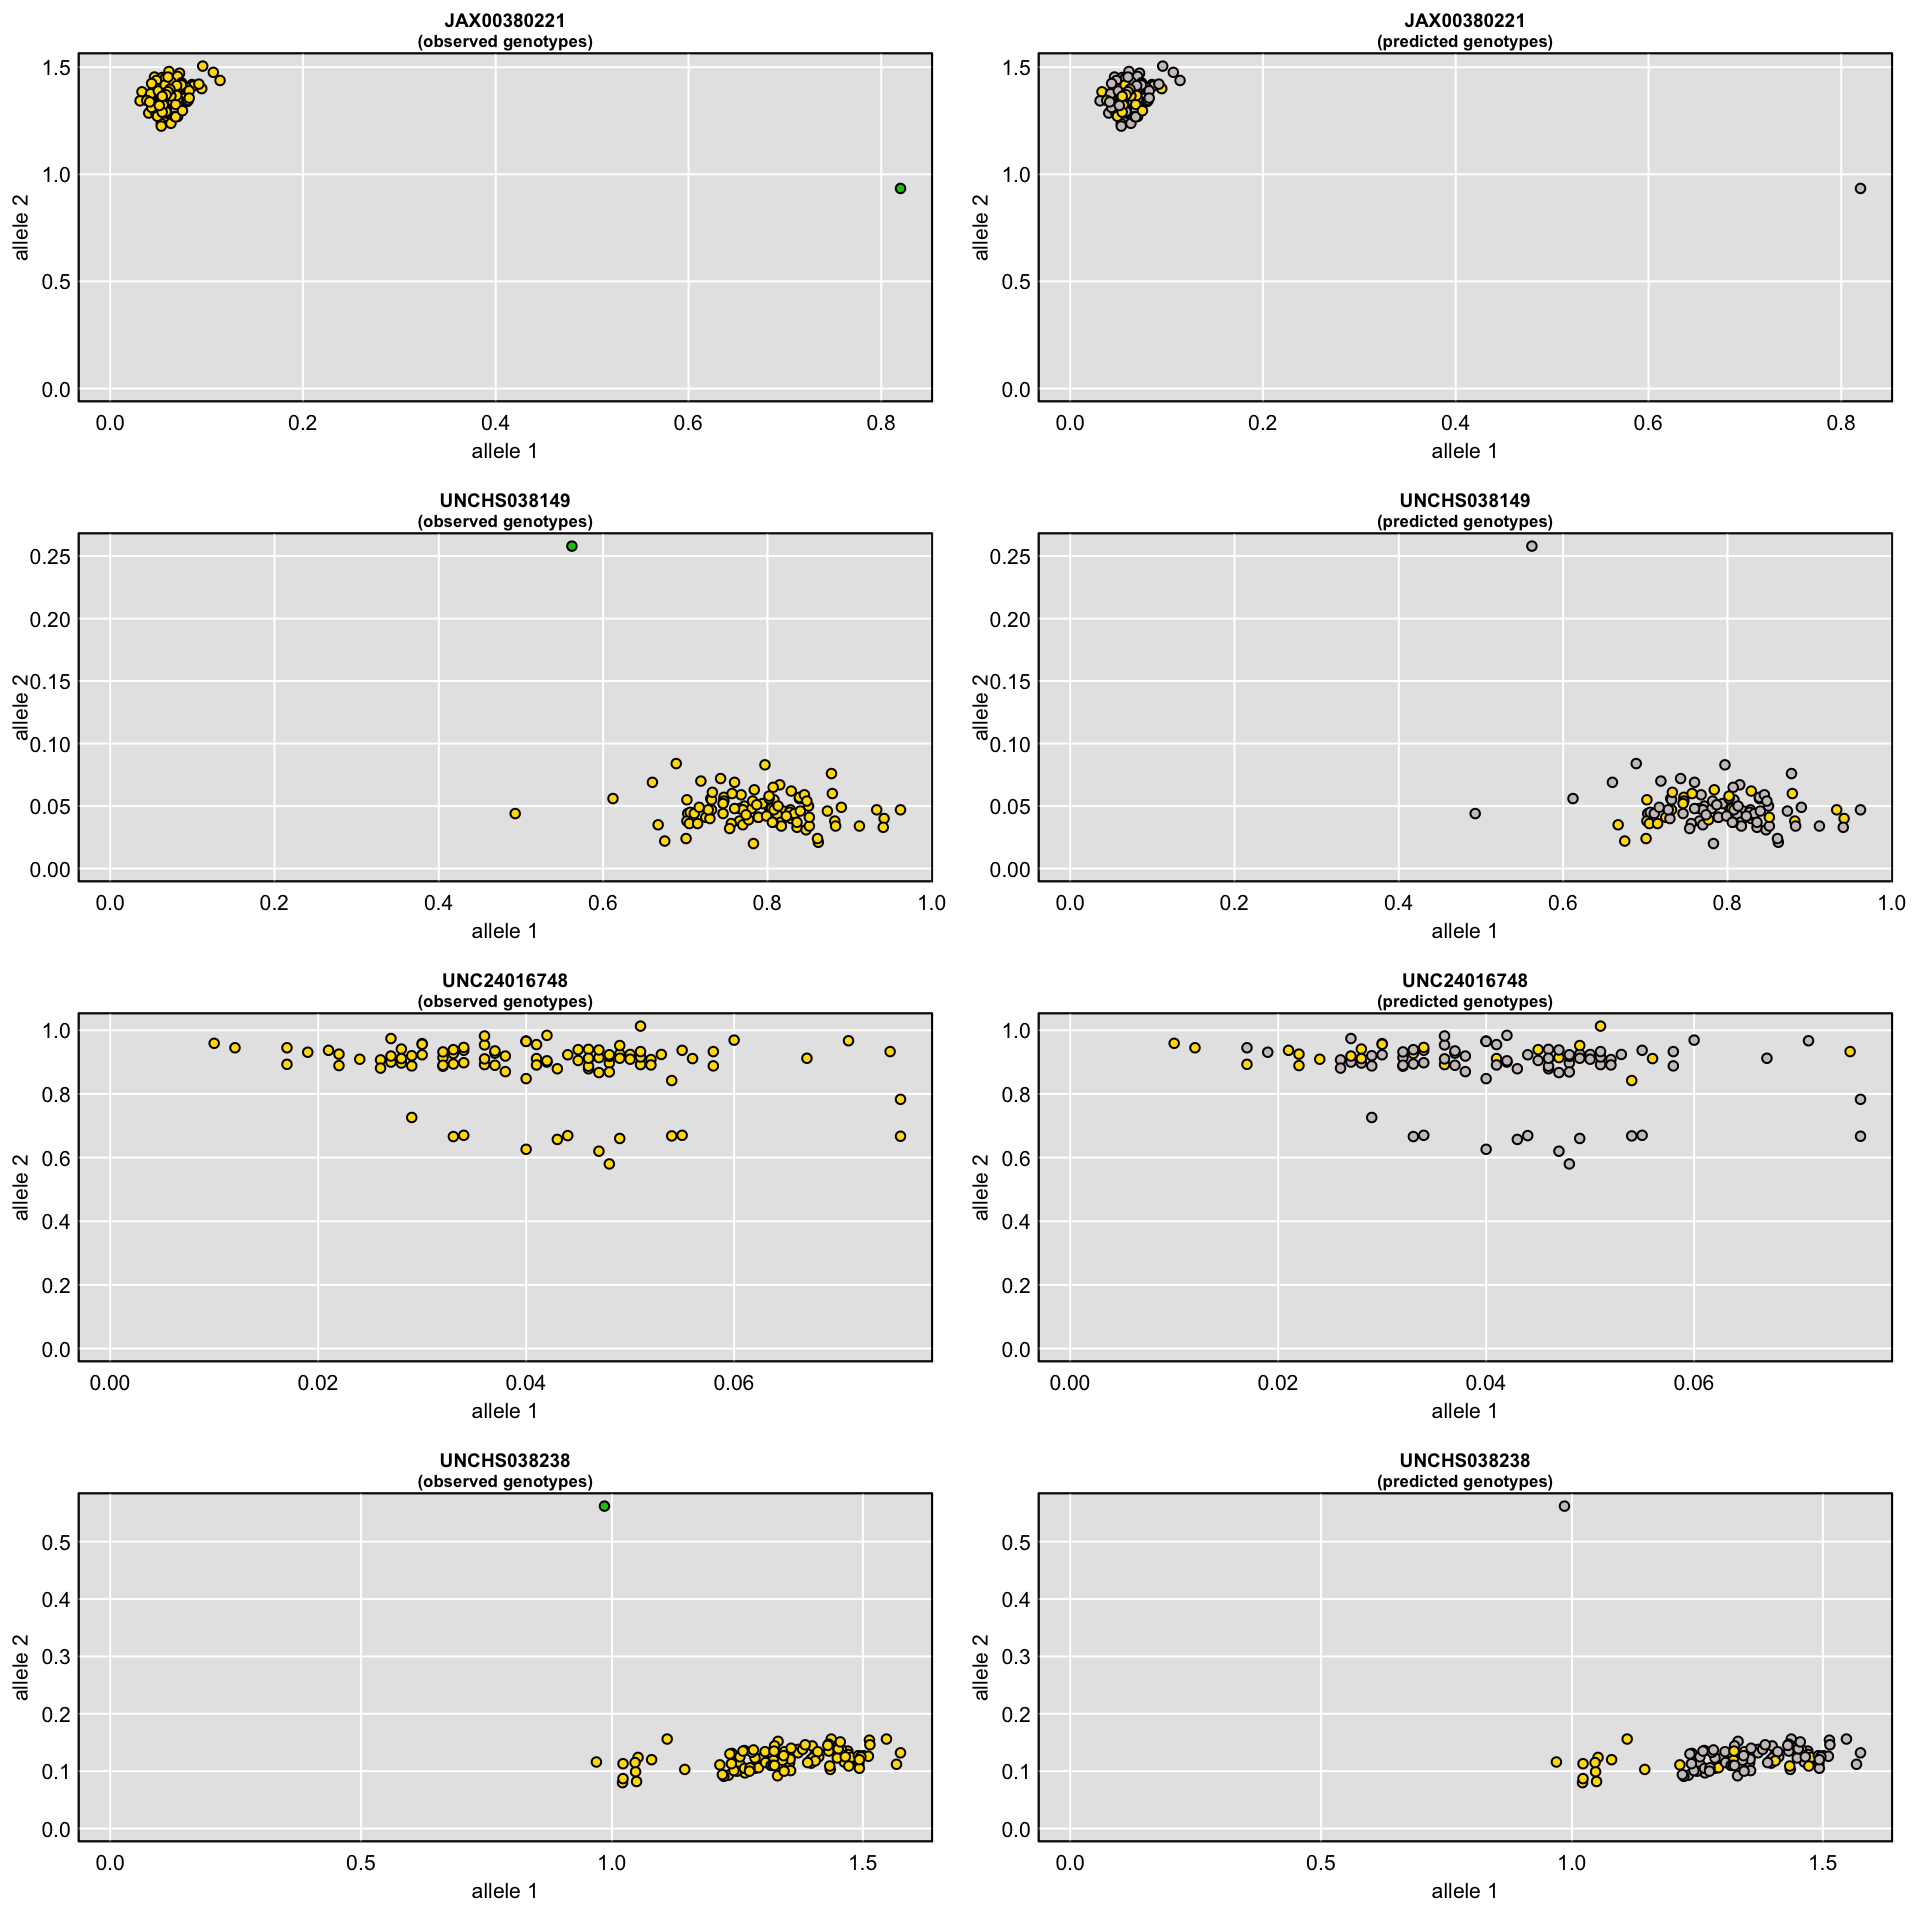 JAX00380221
(observed genotypes)
1.5
1.0
0.5
0.0
allele 2
0.0 0.2 0.4 0.6 0.8
allele 1
JAX00380221
(predicted genotypes)
1.5
1.0
0.5
0.0
allele 2
0.0 0.2 0.4 0.6 0.8
allele 1
UNCHS038149
(observed genotypes)
0.25
0.20
0.15
0.10
0.05
0.00
allele 2
0.0 0.2 0.4 0.6 0.8 1.0
allele 1
UNCHS038149
(predicted genotypes)
0.25
0.20
0.15
0.10
0.05
0.00
allele 2
0.0 0.2 0.4 0.6 0.8 1.0
allele 1
UNC24016748
(observed genotypes)
1.0
0.8
0.6
0.4
0.2
0.0
allele 2
0.00 0.02 0.04 0.06
allele 1
UNC24016748
(predicted genotypes)
1.0
0.8
0.6
0.4
0.2
0.0
allele 2
0.00 0.02 0.04 0.06
allele 1
UNCHS038238
(observed genotypes)
0.5
0.4
0.3
0.2
0.1
0.0
allele 2
0.0 0.5 1.0 1.5
allele 1
UNCHS038238
(predicted genotypes)
0.5
0.4
0.3
0.2
0.1
0.0
allele 2
0.0 0.5 1.0 1.5
allele 1